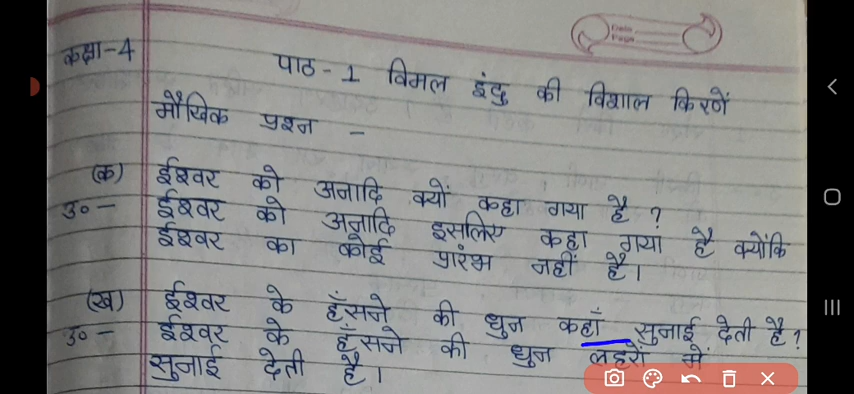 कक्षा-4
पाठ - 1 विमल इंदु की विशाल किरणें
मौखिक प्रश्न -
(क) ईश्वर को अनादि क्यों कहा गया है ?
उ०- ईश्वर को अनादि इसलिए कहा गया है क्योंकि
ईश्वर का कोई प्रारंभ नहीं है।
(ख) ईश्वर के हँसने की धुन कहाँ सुनाई देती है?
उ०- ईश्वर के हँसने की धुन लहरों में
सुनाई देती है।